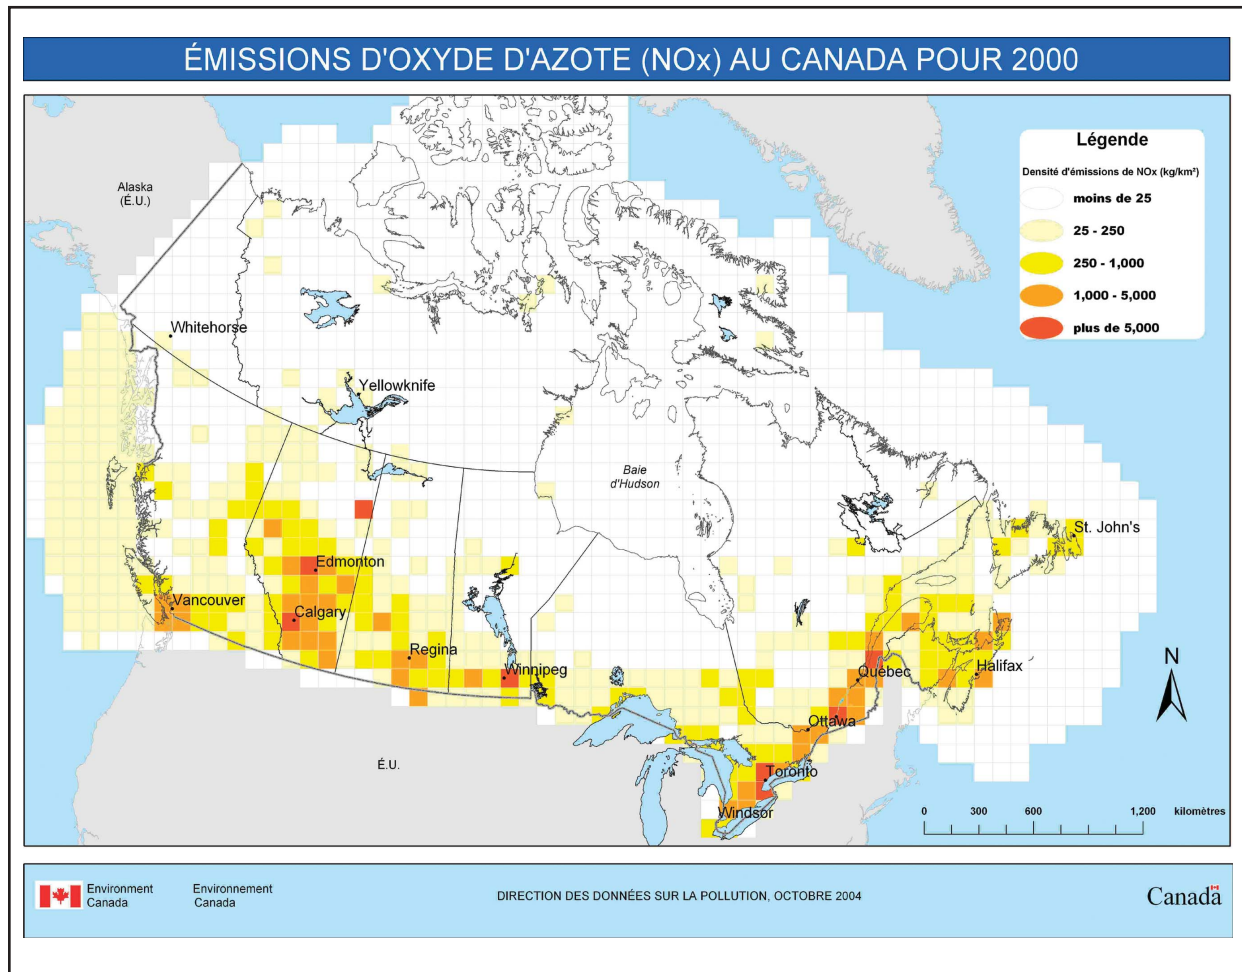 ÉMISSIONS D'OXYDE D'AZOTE (NOx) AU CANADA POUR 2000
Légende
Densité d'émissions de NOx (kg/km²)
moins de 25
25 - 250
250 - 1,000
1,000 - 5,000
plus de 5,000
Alaska
(É.U.)
Whitehorse
Yellowknife
Baie
d'Hudson
St. John's
Edmonton
Vancouver
Calgary
Regina
Winnipeg
Québec
Halifax
Ottawa
Toronto
Windsor
É.U.
N
0 300 600 1,200 kilomètres
Environment
Canada
Environnement
Canada
DIRECTION DES DONNÉES SUR LA POLLUTION, OCTOBRE 2004
Canada